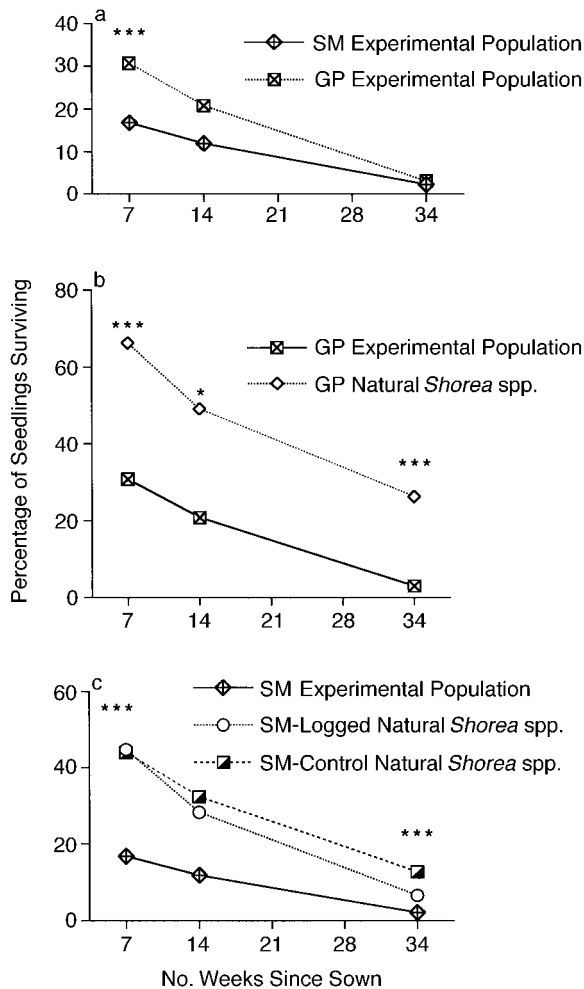 a
***
SM Experimental Population
GP Experimental Population
40
30
20
10
0
7 14 21 28 34
b
***
*
***
GP Experimental Population
GP Natural Shorea spp.
80
60
40
20
0
7 14 21 28 34
Percentage of Seedlings Surviving
c
***
***
SM Experimental Population
SM-Logged Natural Shorea spp.
SM-Control Natural Shorea spp.
60
40
20
0
7 14 21 28 34
No. Weeks Since Sown